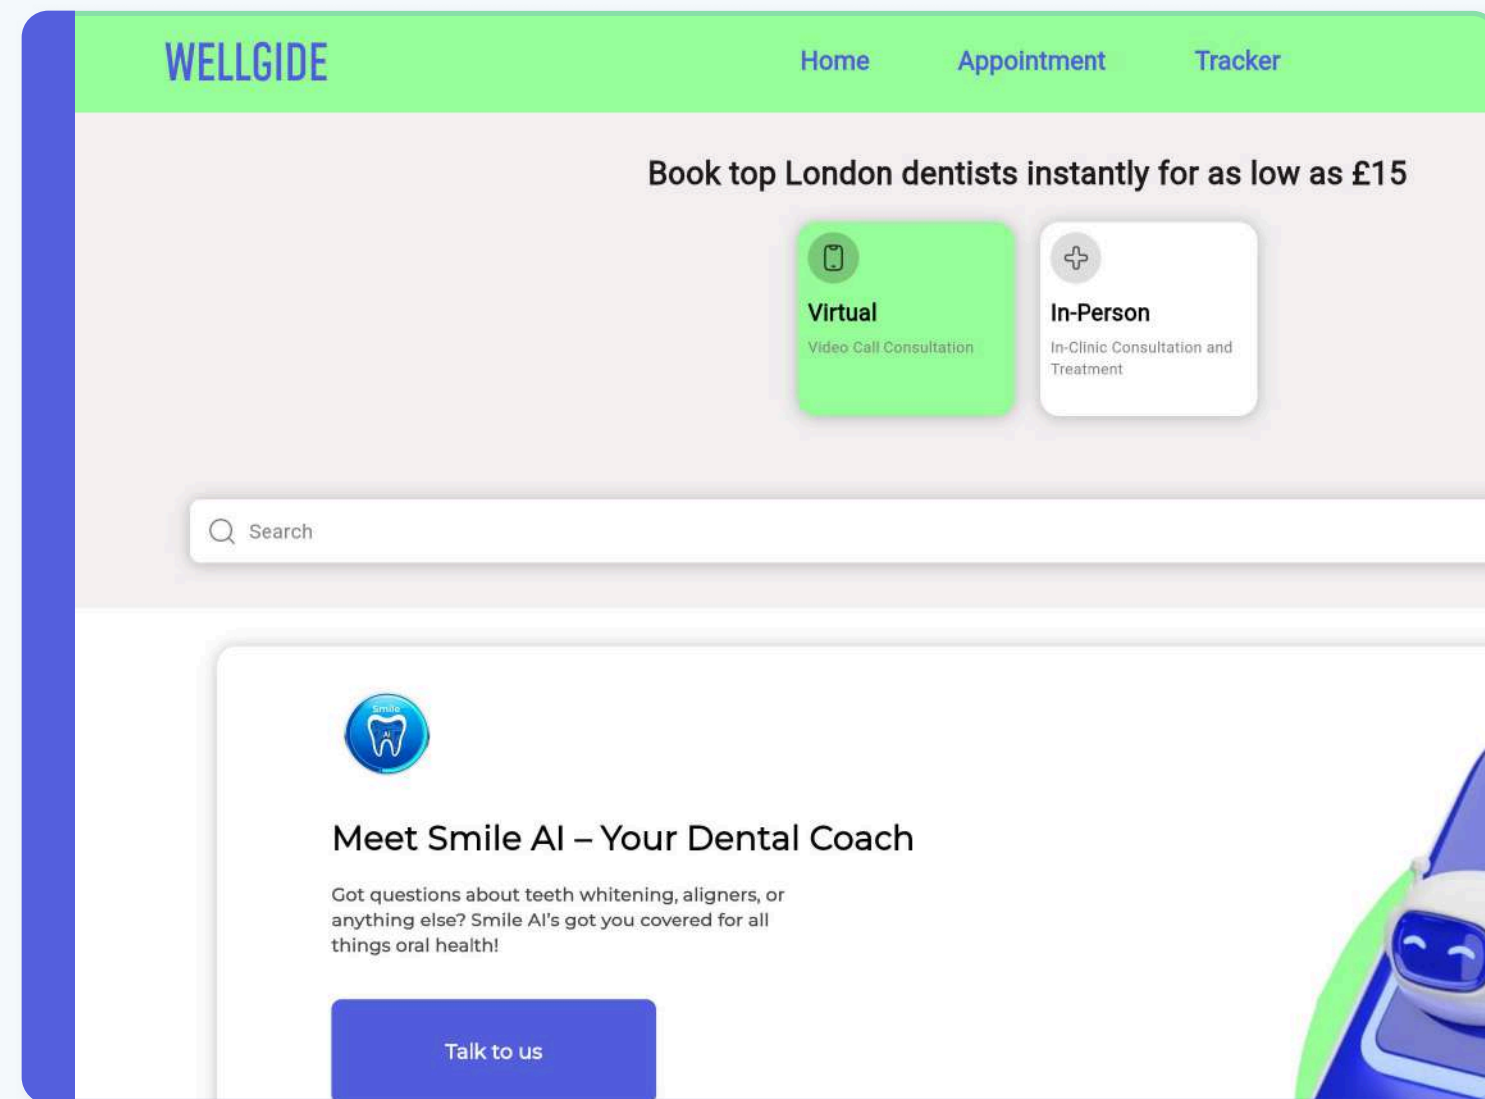 WELLGIDE
Home Appointment Tracker
Book top London dentists instantly for as low as £15
Virtual
Video Call Consultation
In-Person
In-Clinic Consultation and
Treatment
Search
Smile
AI
Meet Smile AI – Your Dental Coach
Got questions about teeth whitening, aligners, or
anything else? Smile AI's got you covered for all
things oral health!
Talk to us